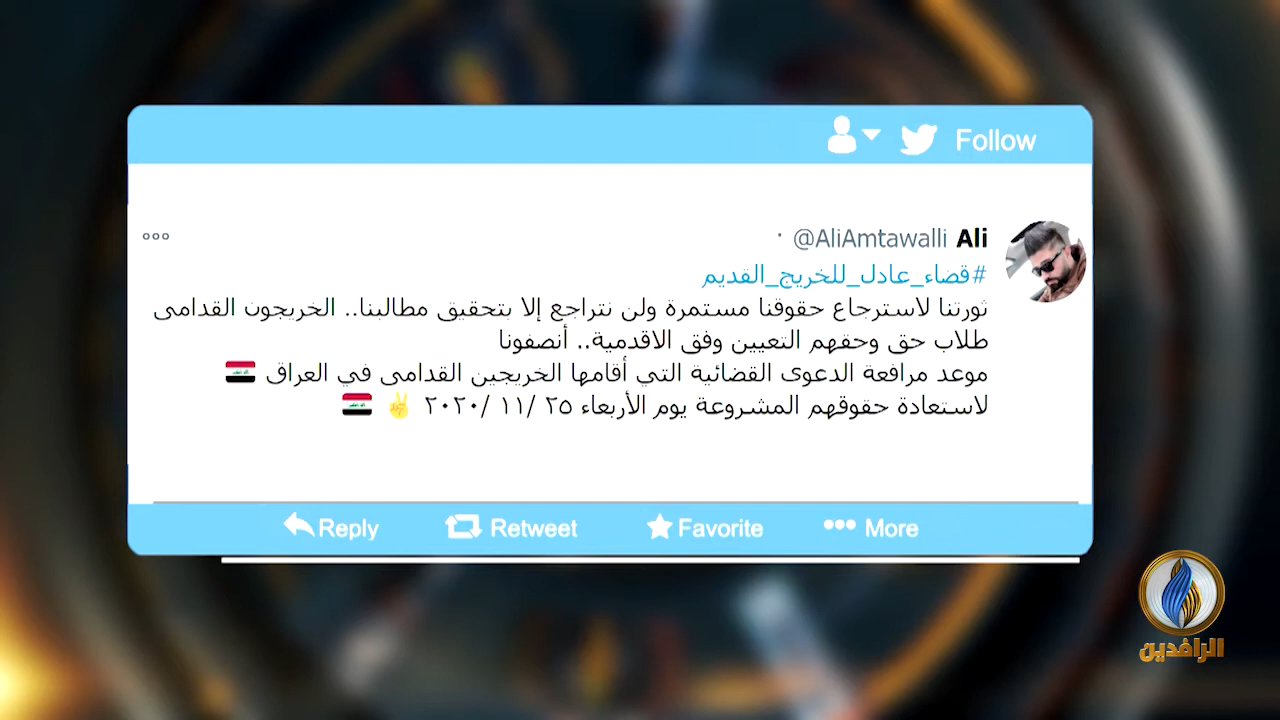 Follow
Ali @AliAmtawalli ·
#قضاء_عادل_للخريج_القديم
ثورتنا لاسترجاع حقوقنا مستمرة ولن نتراجع إلا بتحقيق مطالبنا.. الخريجون القدامى
طلاب حق وحقهم التعيين وفق الاقدمية.. أنصفونا
موعد مرافعة الدعوى القضائية التي أقامها الخريجين القدامى في العراق 🇮🇶
لاستعادة حقوقهم المشروعة يوم الأربعاء ٢٥ /١١ /٢٠٢٠ ✌ 🇮🇶
Reply Retweet Favorite More
الرافدين